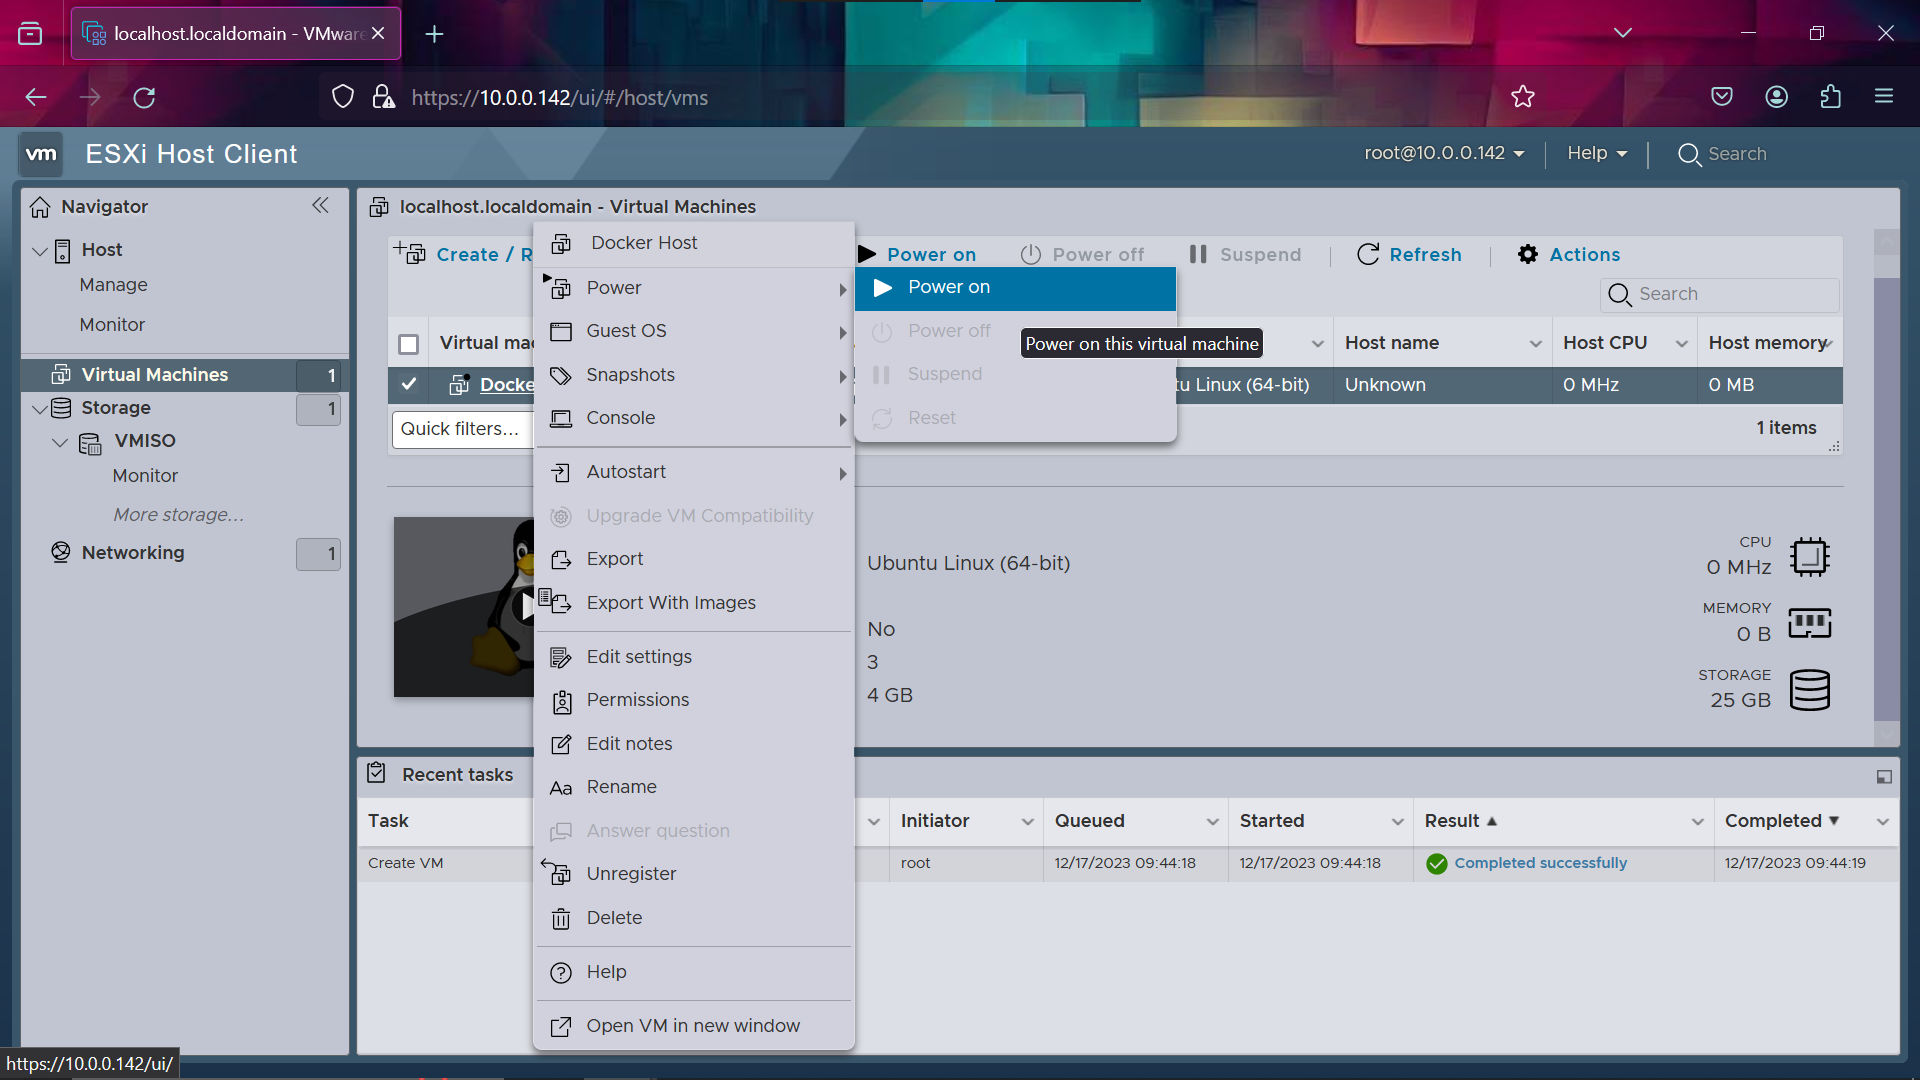 localhost.localdomain - VMware
https://10.0.0.142/ui/#/host/vms
vm ESXi Host Client
root@10.0.0.142
Help
Search
Navigator
Host
Manage
Monitor
Virtual Machines 1
Storage 1
VMISO
Monitor
More storage...
Networking 1
localhost.localdomain - Virtual Machines
Create / R
Power on
Power off
Suspend
Refresh
Actions
Search
Virtual mac
Host name
Host CPU
Host memory
Docke
tu Linux (64-bit)
Unknown
0 MHz
0 MB
Quick filters...
1 items
Docker Host
Power
Guest OS
Snapshots
Console
Autostart
Upgrade VM Compatibility
Export
Export With Images
Edit settings
Permissions
Edit notes
Aa Rename
Answer question
Unregister
Delete
Help
Open VM in new window
Power on
Power off
Suspend
Reset
Power on this virtual machine
Ubuntu Linux (64-bit)
No
3
4 GB
CPU
0 MHz
MEMORY
0 B
STORAGE
25 GB
Recent tasks
Task
Initiator
Queued
Started
Result
Completed
Create VM
root
12/17/2023 09:44:18
12/17/2023 09:44:18
Completed successfully
12/17/2023 09:44:19
https://10.0.0.142/ui/